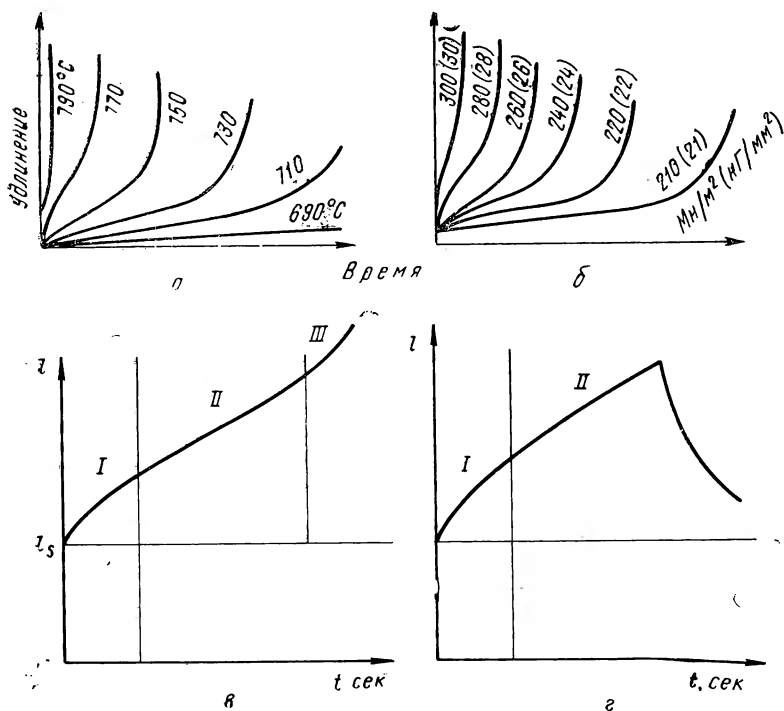 Удлинение
790°С
770
750
730
710
690°С
а
300(30)
280(28)
260(26)
240(24)
220(22)
210(21)
Мн/м² (кГ/мм²)
Время
б
l
I
II
III
lₛ
t сек
в
l
I
II
t, сек
г